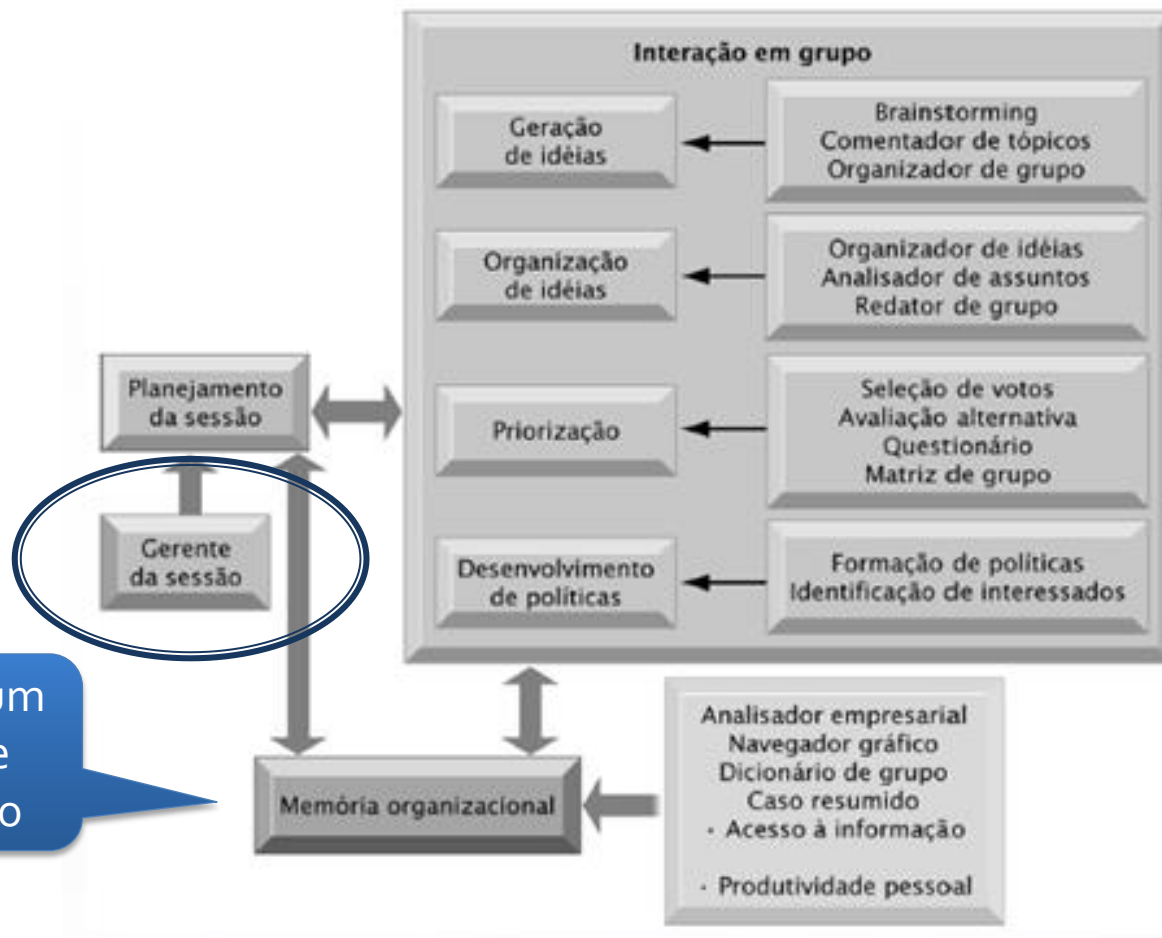 Interação em grupo
Geração
de idéias
Brainstorming
Comentador de tópicos
Organizador de grupo
Organização
de idéias
Organizador de idéias
Analisador de assuntos
Redator de grupo
Planejamento
da sessão
Priorização
Seleção de votos
Avaliação alternativa
Questionário
Matriz de grupo
Gerente
da sessão
Desenvolvimento
de políticas
Formação de políticas
Identificação de interessados
um
e
o
Memória organizacional
Analisador empresarial
Navegador gráfico
Dicionário de grupo
Caso resumido
· Acesso à informação
· Produtividade pessoal